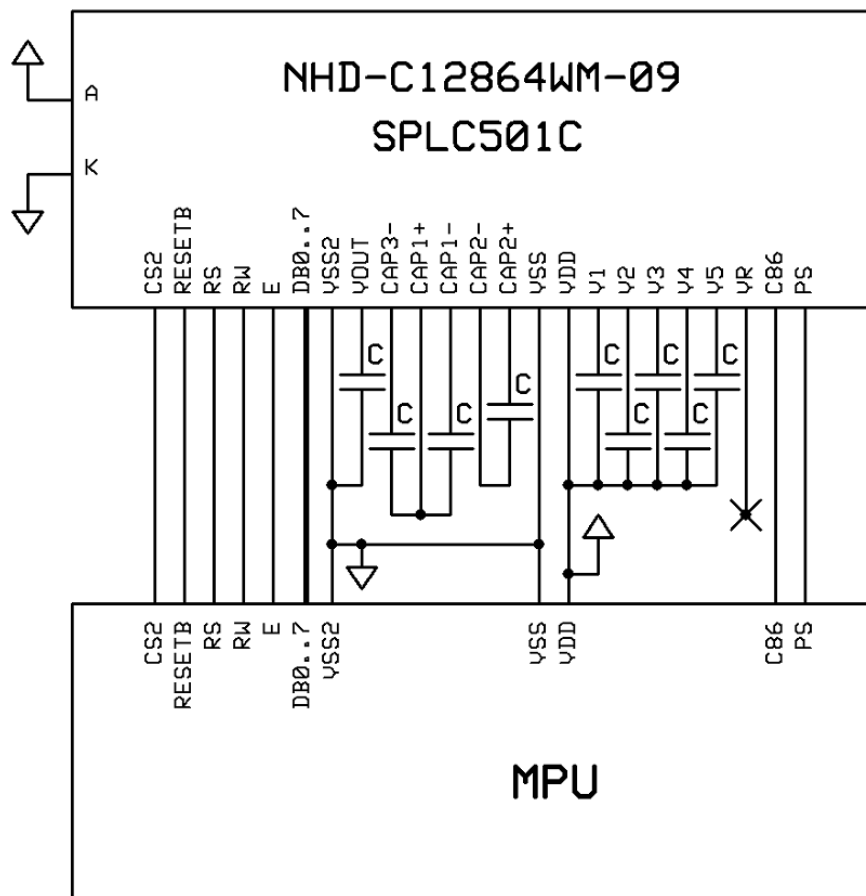 NHD-C12864WM-09
SPLC501C
A
K
CS2
RESETB
RS
RW
E
DB0..7
VSS2
VOUT
CAP3-
CAP1+
CAP1-
CAP2-
CAP2+
VSS
VDD
V1
V2
V3
V4
V5
VR
C86
PS
C
C
C
C
C
C
C
C
C
CS2
RESETB
RS
RW
E
DB0..7
VSS2
VSS
VDD
C86
PS
MPU